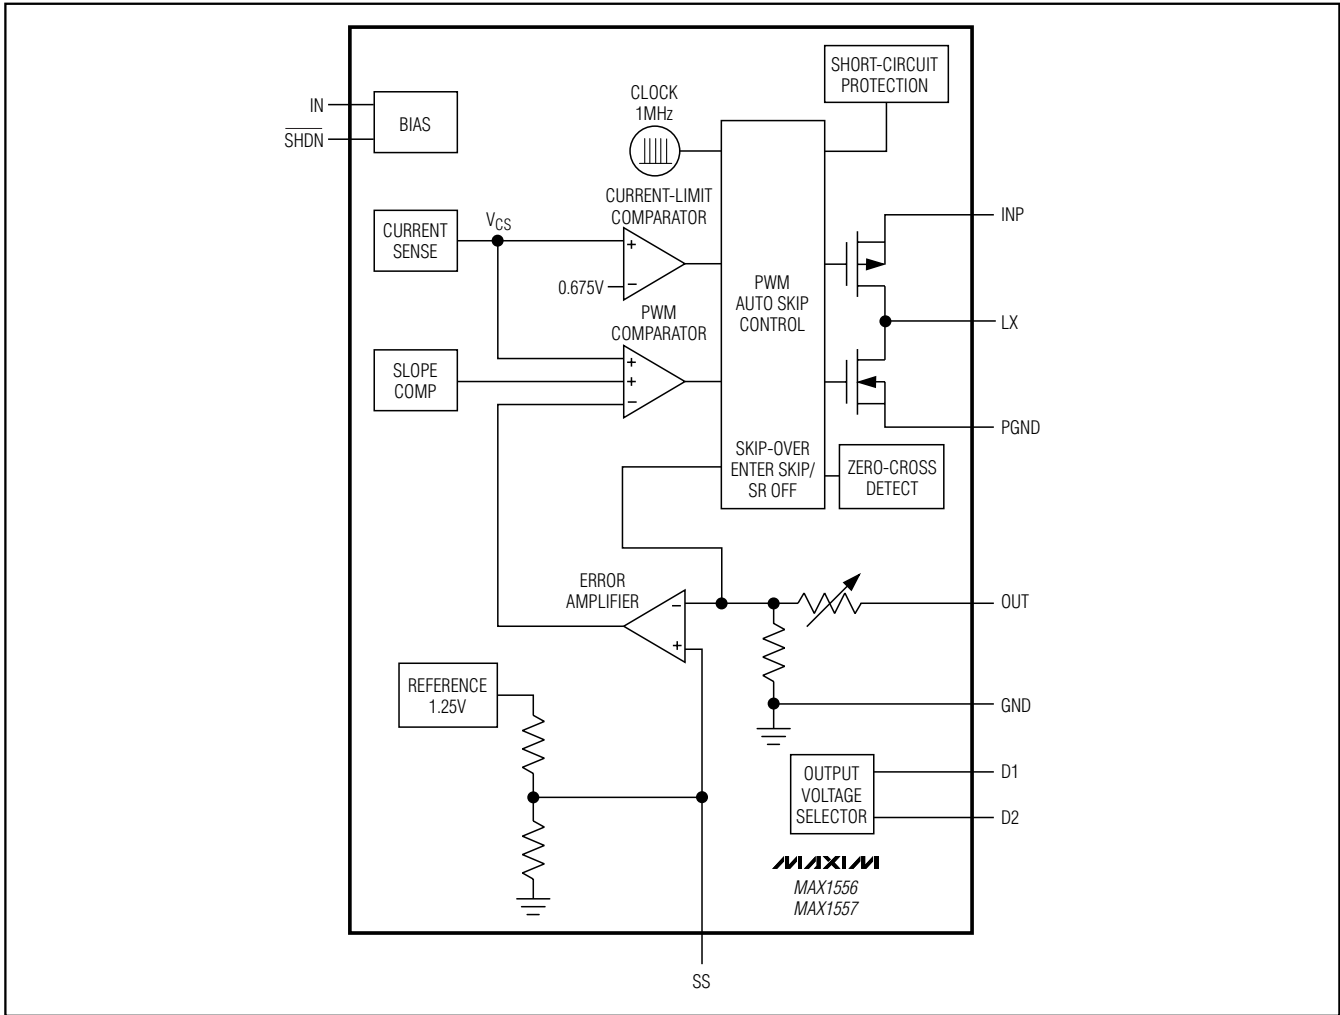 SHORT-CIRCUIT
PROTECTION
CLOCK
1MHz
IN
SHDN
BIAS
CURRENT-LIMIT
COMPARATOR
CURRENT
SENSE
VCS
+
−
0.675V
INP
PWM
AUTO SKIP
CONTROL
LX
PWM
COMPARATOR
SLOPE
COMP
+
+
−
PGND
SKIP-OVER
ENTER SKIP/
SR OFF
ZERO-CROSS
DETECT
ERROR
AMPLIFIER
−
+
OUT
REFERENCE
1.25V
GND
OUTPUT
VOLTAGE
SELECTOR
D1
D2
MAXIM
MAX1556
MAX1557
SS